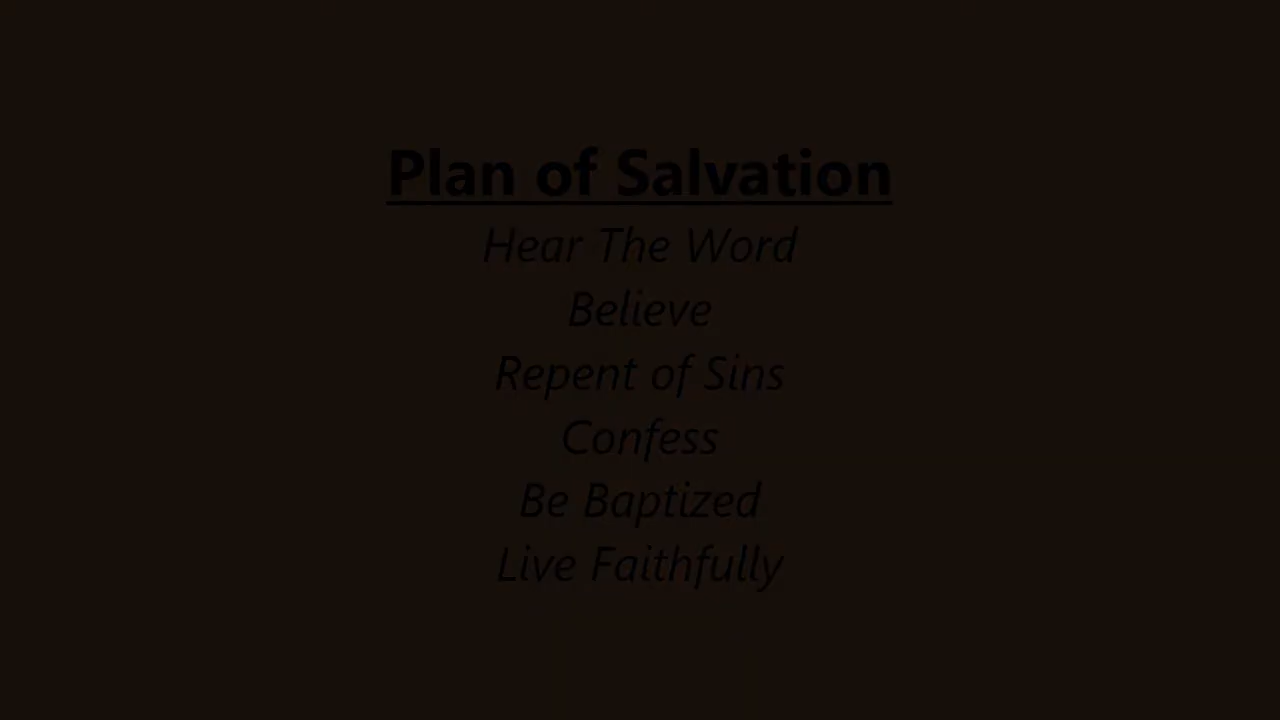 Plan of Salvation
Hear The Word
Believe
Repent of Sins
Confess
Be Baptized
Live Faithfully